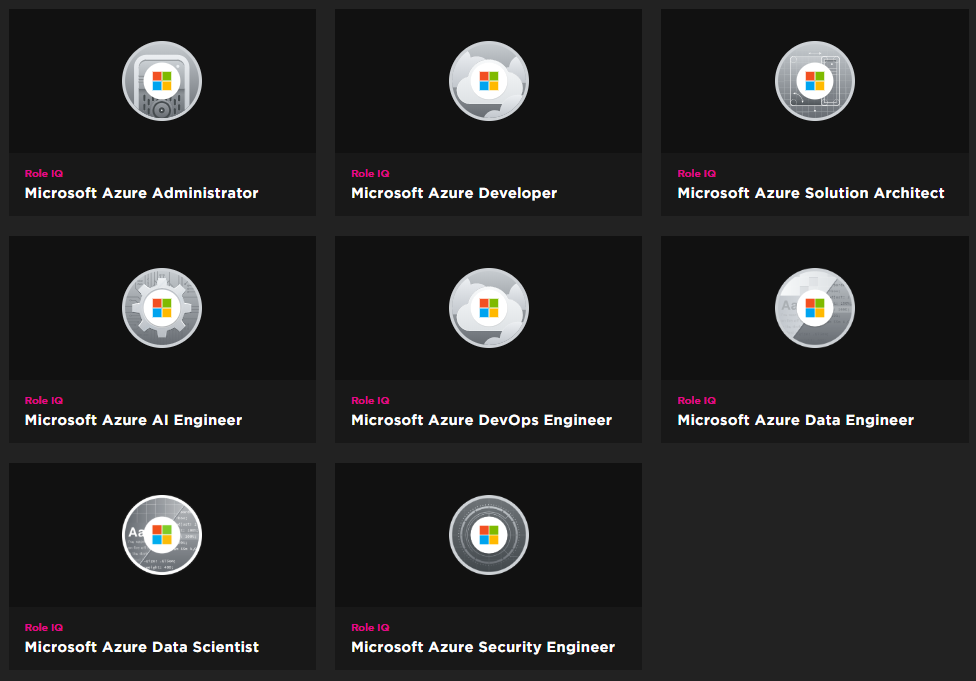 Role IQ
Microsoft Azure Administrator
Role IQ
Microsoft Azure Developer
Role IQ
Microsoft Azure Solution Architect
Role IQ
Microsoft Azure AI Engineer
Role IQ
Microsoft Azure DevOps Engineer
Aa
Role IQ
Microsoft Azure Data Engineer
Aa
Role IQ
Microsoft Azure Data Scientist
Role IQ
Microsoft Azure Security Engineer